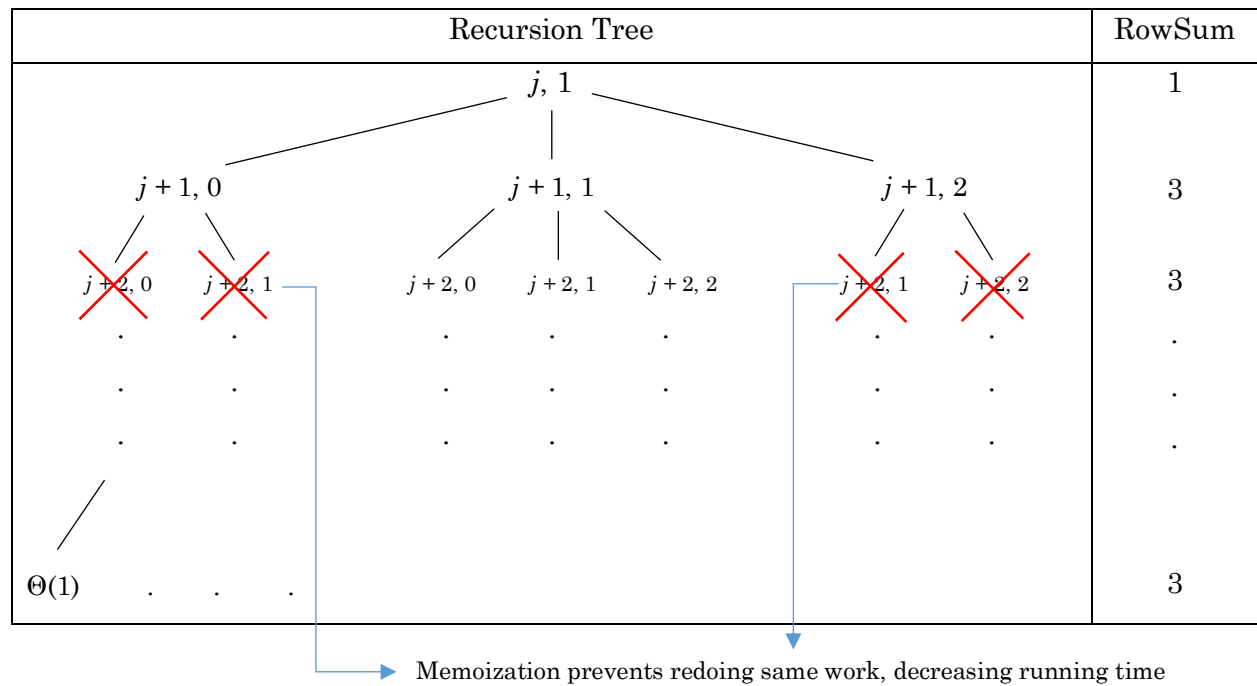 Recursion Tree RowSum
j, 1 1
j + 1, 0 j + 1, 1 j + 1, 2 3
j + 2, 0 j + 2, 1 j + 2, 0 j + 2, 1 j + 2, 2 j + 2, 1 j + 2, 2 3
. . . . . . . .
. . . . . . . .
. . . . . . . .
Θ(1) . . . 3
Memoization prevents redoing same work, decreasing running time